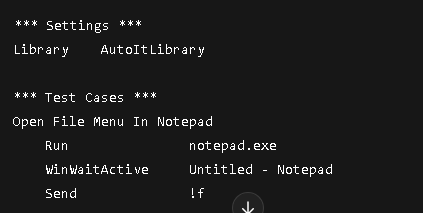 *** Settings ***
Library    AutoItLibrary
*** Test Cases ***
Open File Menu In Notepad
    Run    notepad.exe
    WinWaitActive    Untitled - Notepad
    Send    !f